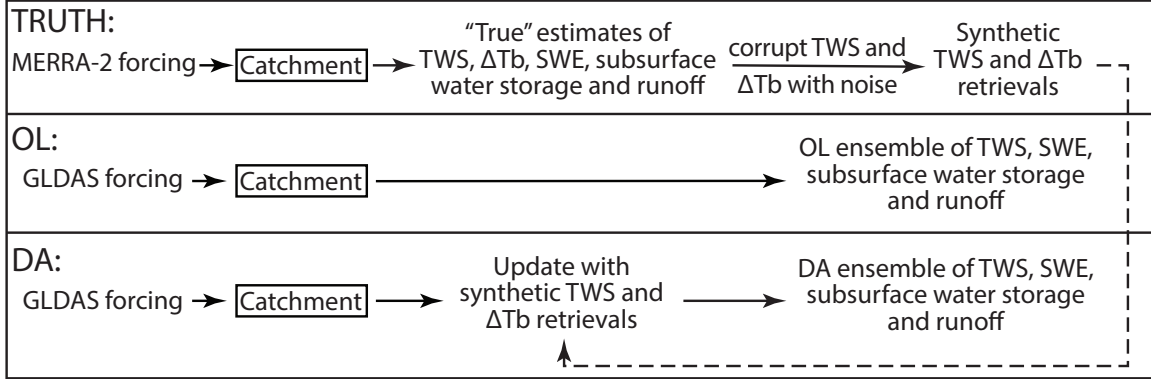 TRUTH:
MERRA-2 forcing
Catchment
“True” estimates of
TWS, ΔTb, SWE, subsurface
water storage and runoff
corrupt TWS and
ΔTb with noise
Synthetic
TWS and ΔTb
retrievals
OL:
GLDAS forcing
Catchment
OL ensemble of TWS, SWE,
subsurface water storage
and runoff
DA:
GLDAS forcing
Catchment
Update with
synthetic TWS and
ΔTb retrievals
DA ensemble of TWS, SWE,
subsurface water storage
and runoff